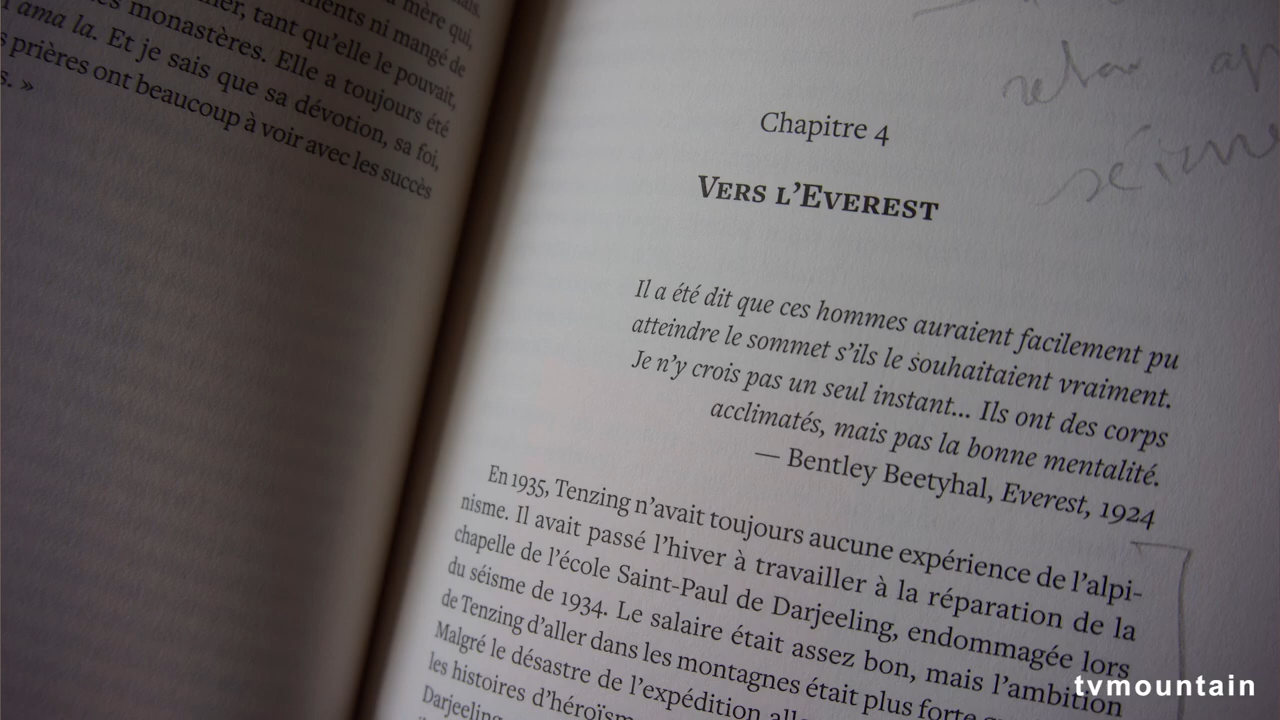 mère qui,
ments ni mangé de
ner, tant qu'elle le pouvait,
es monastères. Elle a toujours été
ama la. Et je sais que sa dévotion, sa foi,
s prières ont beaucoup à voir avec les succès
s. »
Chapitre 4
VERS L'EVEREST
Il a été dit que ces hommes auraient facilement pu
atteindre le sommet s'ils le souhaitaient vraiment.
Je n'y crois pas un seul instant... Ils ont des corps
acclimatés, mais pas la bonne mentalité.
— Bentley Beetyhal, Everest, 1924
En 1935, Tenzing n'avait toujours aucune expérience de l'alpi-
nisme. Il avait passé l'hiver à travailler à la réparation de la
chapelle de l'école Saint-Paul de Darjeeling, endommagée lors
du séisme de 1934. Le salaire était assez bon, mais l'ambition
de Tenzing d'aller dans les montagnes était plus forte
Malgré le désastre de l'expédition alle
les histoires d'héroïsm
Darjeeling
tvmountain